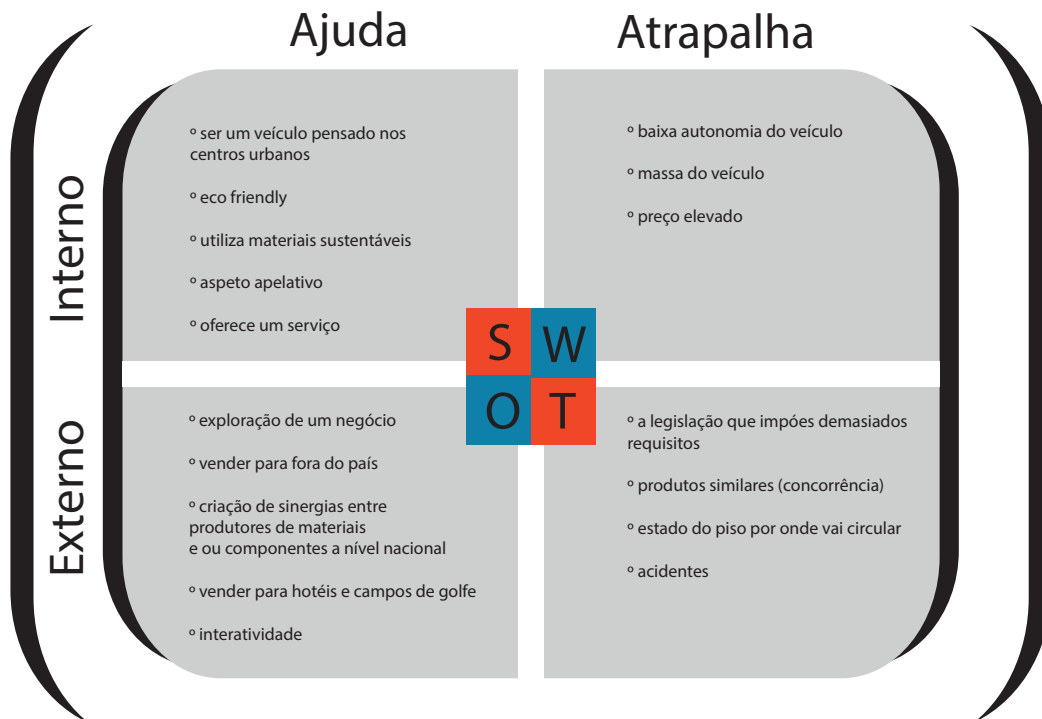 Ajuda
Atrapalha
Interno
º ser um veículo pensado nos
centros urbanos
º eco friendly
º utiliza materiais sustentáveis
º aspeto apelativo
º oferece um serviço
º baixa autonomia do veículo
º massa do veículo
º preço elevado
S W
O T
Externo
º exploração de um negócio
º vender para fora do país
º criação de sinergias entre
produtores de materiais
e ou componentes a nível nacional
º vender para hotéis e campos de golfe
º interatividade
º a legislação que impóes demasiados
requisitos
º produtos similares (concorrência)
º estado do piso por onde vai circular
º acidentes